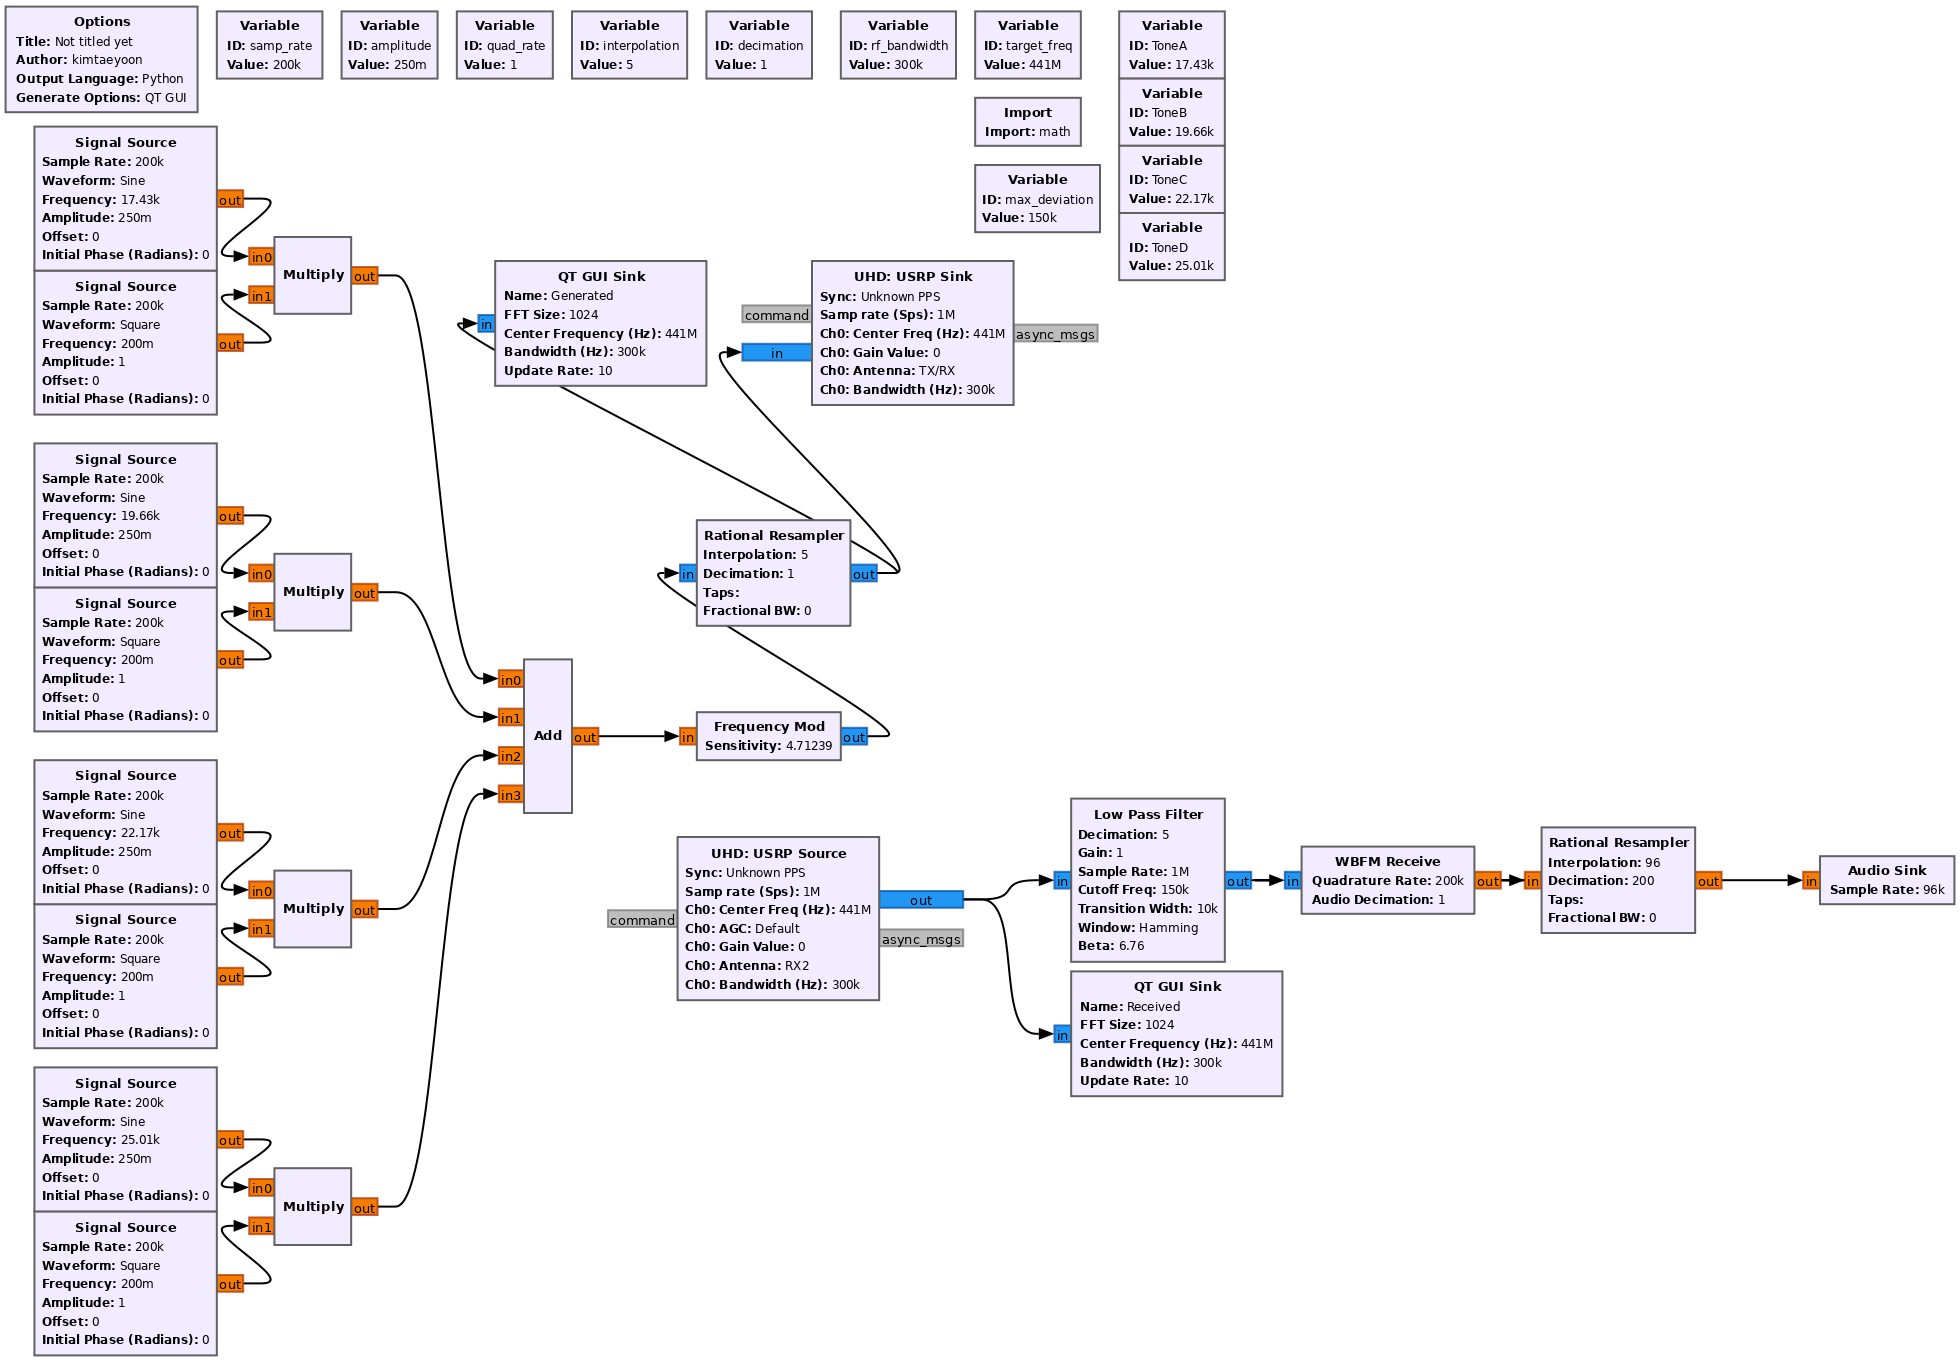 Options
Title: Not titled yet
Author: kimtaeyoon
Output Language: Python
Generate Options: QT GUI
Variable
ID: samp_rate
Value: 200k
Variable
ID: amplitude
Value: 250m
Variable
ID: quad_rate
Value: 1
Variable
ID: interpolation
Value: 5
Variable
ID: decimation
Value: 1
Variable
ID: rf_bandwidth
Value: 300k
Variable
ID: target_freq
Value: 441M
Variable
ID: ToneA
Value: 17.43k
Variable
ID: ToneB
Value: 19.66k
Variable
ID: ToneC
Value: 22.17k
Variable
ID: ToneD
Value: 25.01k
Import
Import: math
Variable
ID: max_deviation
Value: 150k
Signal Source
Sample Rate: 200k
Waveform: Sine
Frequency: 17.43k
Amplitude: 250m
Offset: 0
Initial Phase (Radians): 0
out
Signal Source
Sample Rate: 200k
Waveform: Square
Frequency: 200m
Amplitude: 1
Offset: 0
Initial Phase (Radians): 0
out
in0
in1
Multiply
out
QT GUI Sink
Name: Generated
FFT Size: 1024
Center Frequency (Hz): 441M
Bandwidth (Hz): 300k
Update Rate: 10
in
UHD: USRP Sink
Sync: Unknown PPS
Samp rate (Sps): 1M
Ch0: Center Freq (Hz): 441M
Ch0: Gain Value: 0
Ch0: Antenna: TX/RX
Ch0: Bandwidth (Hz): 300k
command
in
async_msgs
Signal Source
Sample Rate: 200k
Waveform: Sine
Frequency: 19.66k
Amplitude: 250m
Offset: 0
Initial Phase (Radians): 0
out
Signal Source
Sample Rate: 200k
Waveform: Square
Frequency: 200m
Amplitude: 1
Offset: 0
Initial Phase (Radians): 0
out
in0
in1
Multiply
out
Rational Resampler
Interpolation: 5
Decimation: 1
Taps:
Fractional BW: 0
in
out
in0
in1
in2
in3
Add
out
in
Frequency Mod
Sensitivity: 4.71239
out
Signal Source
Sample Rate: 200k
Waveform: Sine
Frequency: 22.17k
Amplitude: 250m
Offset: 0
Initial Phase (Radians): 0
out
Signal Source
Sample Rate: 200k
Waveform: Square
Frequency: 200m
Amplitude: 1
Offset: 0
Initial Phase (Radians): 0
out
in0
in1
Multiply
out
UHD: USRP Source
Sync: Unknown PPS
Samp rate (Sps): 1M
Ch0: Center Freq (Hz): 441M
Ch0: AGC: Default
Ch0: Gain Value: 0
Ch0: Antenna: RX2
Ch0: Bandwidth (Hz): 300k
command
out
async_msgs
Low Pass Filter
Decimation: 5
Gain: 1
Sample Rate: 1M
Cutoff Freq: 150k
Transition Width: 10k
Window: Hamming
Beta: 6.76
in
out
in
WBFM Receive
Quadrature Rate: 200k
Audio Decimation: 1
out
in
Rational Resampler
Interpolation: 96
Decimation: 200
Taps:
Fractional BW: 0
out
in
Audio Sink
Sample Rate: 96k
QT GUI Sink
Name: Received
FFT Size: 1024
Center Frequency (Hz): 441M
Bandwidth (Hz): 300k
Update Rate: 10
in
Signal Source
Sample Rate: 200k
Waveform: Sine
Frequency: 25.01k
Amplitude: 250m
Offset: 0
Initial Phase (Radians): 0
out
Signal Source
Sample Rate: 200k
Waveform: Square
Frequency: 200m
Amplitude: 1
Offset: 0
Initial Phase (Radians): 0
out
in0
in1
Multiply
out